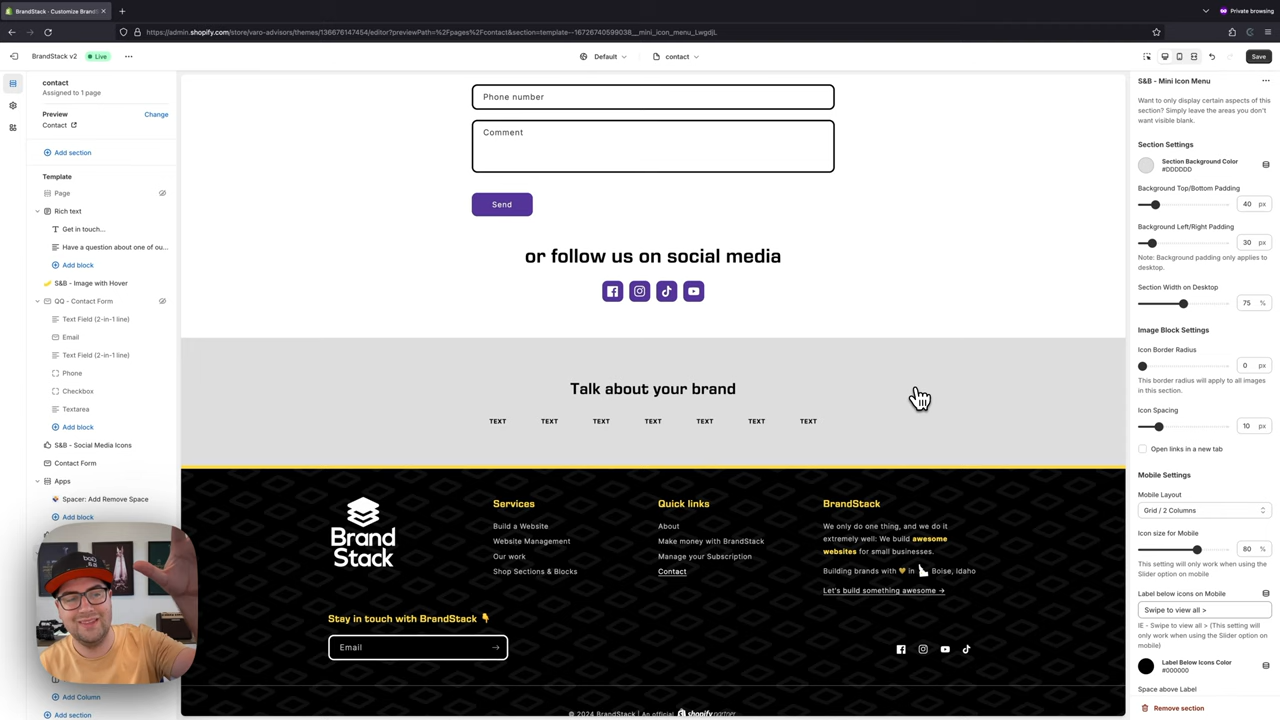 BrandStack · Customize BrandS
Private browsing
https://admin.shopify.com/store/varo-advisors/themes/136676147454/editor?previewPath=%2Fpages%2Fcontact&section=template--16726740599038__mini_icon_menu_LwgdjL
BrandStack v2
Live
Default
contact
Save
contact
Assigned to 1 page
Preview
Change
Contact
Add section
Template
Page
Rich text
Get in touch...
Have a question about one of ou...
Add block
S&B - Image with Hover
QQ - Contact Form
Text Field (2-in-1 line)
Email
Text Field (2-in-1 line)
Phone
Checkbox
Textarea
Add block
S&B - Social Media Icons
Contact Form
Apps
Spacer: Add Remove Space
Add block
Add Column
Add section
Phone number
Comment
Send
or follow us on social media
Talk about your brand
TEXT TEXT TEXT TEXT TEXT TEXT TEXT
Brand
Stack
Services
Build a Website
Website Management
Our work
Shop Sections & Blocks
Quick links
About
Make money with BrandStack
Manage your Subscription
Contact
BrandStack
We only do one thing, and we do it
extremely well: We build awesome
websites for small businesses.
Building brands with 💛 in Boise, Idaho
Let's build something awesome →
Stay in touch with BrandStack 👇
Email
© 2024 BrandStack | An official shopify partner
S&B - Mini Icon Menu
Want to only display certain aspects of this
section? Simply leave the areas you don't
want visible blank.
Section Settings
Section Background Color
#DDDDDD
Background Top/Bottom Padding
40 px
Background Left/Right Padding
30 px
Note: Background padding only applies to
desktop.
Section Width on Desktop
75 %
Image Block Settings
Icon Border Radius
0 px
This border radius will apply to all images
in this section.
Icon Spacing
10 px
Open links in a new tab
Mobile Settings
Mobile Layout
Grid / 2 Columns
Icon size for Mobile
80 %
This setting will only work when using the
Slider option on mobile
Label below icons on Mobile
Swipe to view all >
IE - Swipe to view all > (This setting will
only work when using the Slider option on
mobile)
Label Below Icons Color
#000000
Space above Label
Remove section